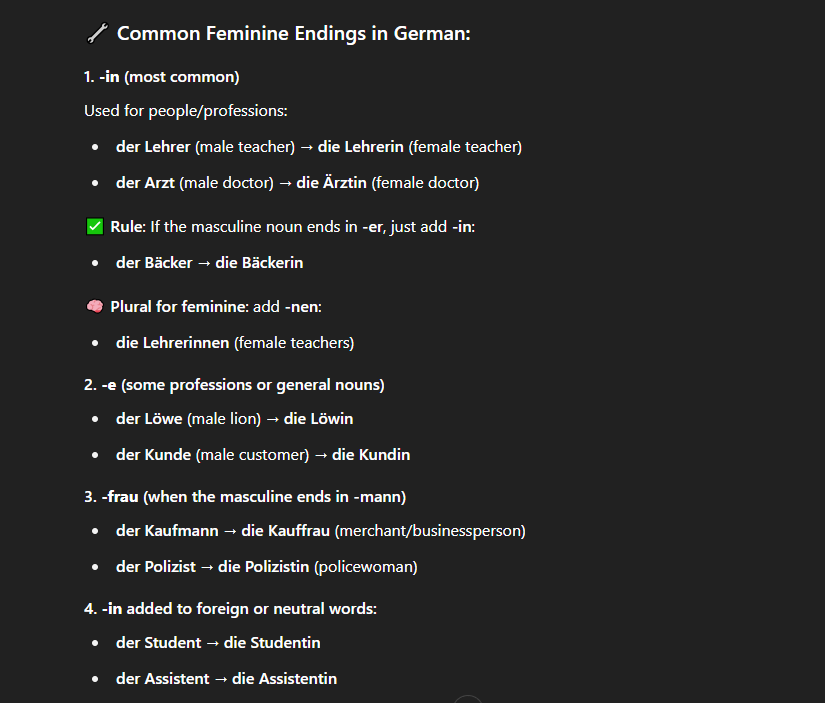 🔧 Common Feminine Endings in German:
1. -in (most common)
Used for people/professions:
• der Lehrer (male teacher) → die Lehrerin (female teacher)
• der Arzt (male doctor) → die Ärztin (female doctor)
✅ Rule: If the masculine noun ends in -er, just add -in:
• der Bäcker → die Bäckerin
🧠 Plural for feminine: add -nen:
• die Lehrerinnen (female teachers)
2. -e (some professions or general nouns)
• der Löwe (male lion) → die Löwin
• der Kunde (male customer) → die Kundin
3. -frau (when the masculine ends in -mann)
• der Kaufmann → die Kauffrau (merchant/businessperson)
• der Polizist → die Polizistin (policewoman)
4. -in added to foreign or neutral words:
• der Student → die Studentin
• der Assistent → die Assistentin